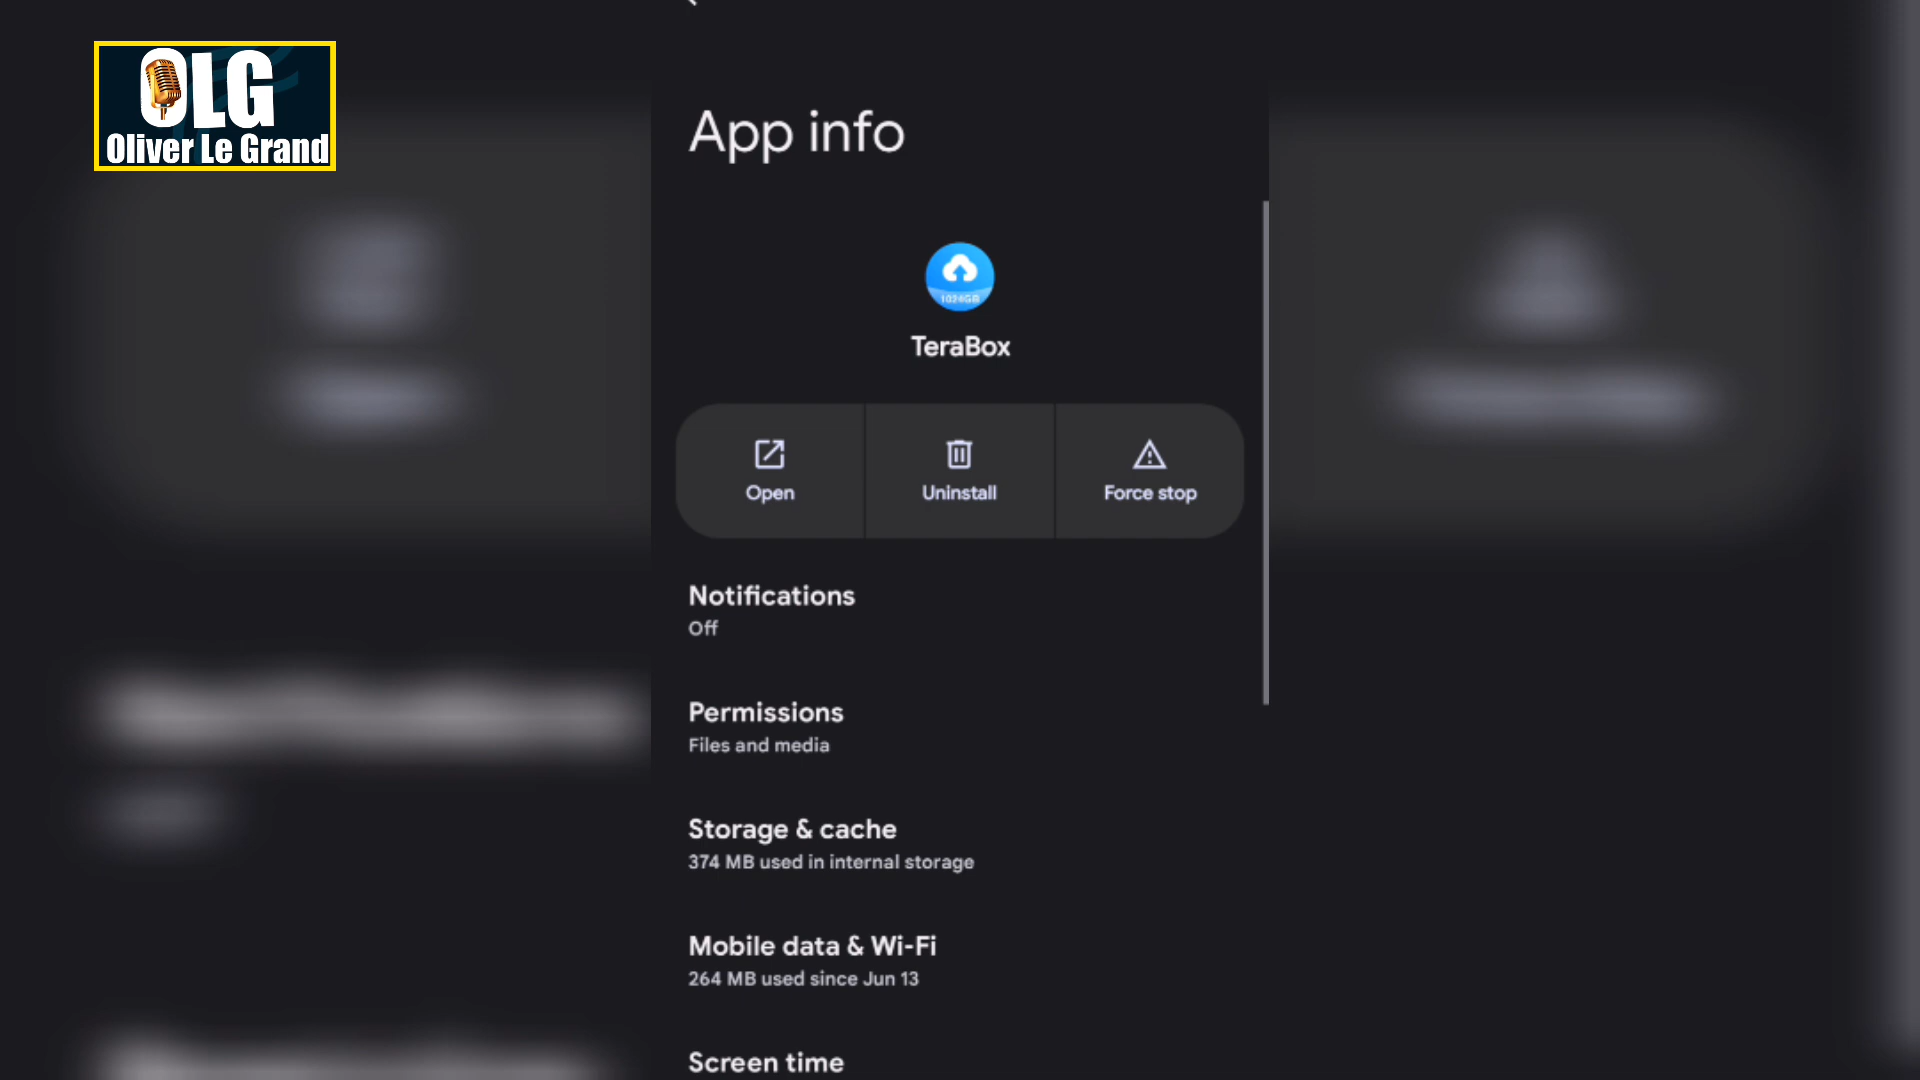 OLG
Oliver Le Grand
App info
1024GB
TeraBox
Open
Uninstall
Force stop
Notifications
Off
Permissions
Files and media
Storage & cache
374 MB used in internal storage
Mobile data & Wi-Fi
264 MB used since Jun 13
Screen time